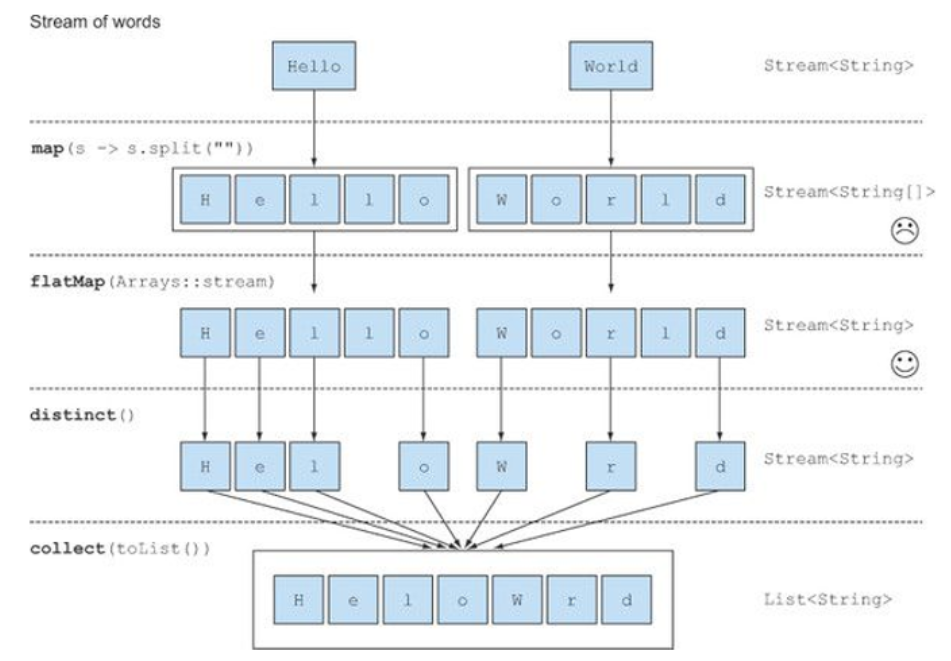 Stream of words
Hello World Stream<String>
map(s -> s.split(""))
H e l l o W o r l d Stream<String[]>
flatMap(Arrays::stream)
H e l l o W o r l d Stream<String>
distinct()
H e l o W r d Stream<String>
collect(toList())
H e l o W r d List<String>